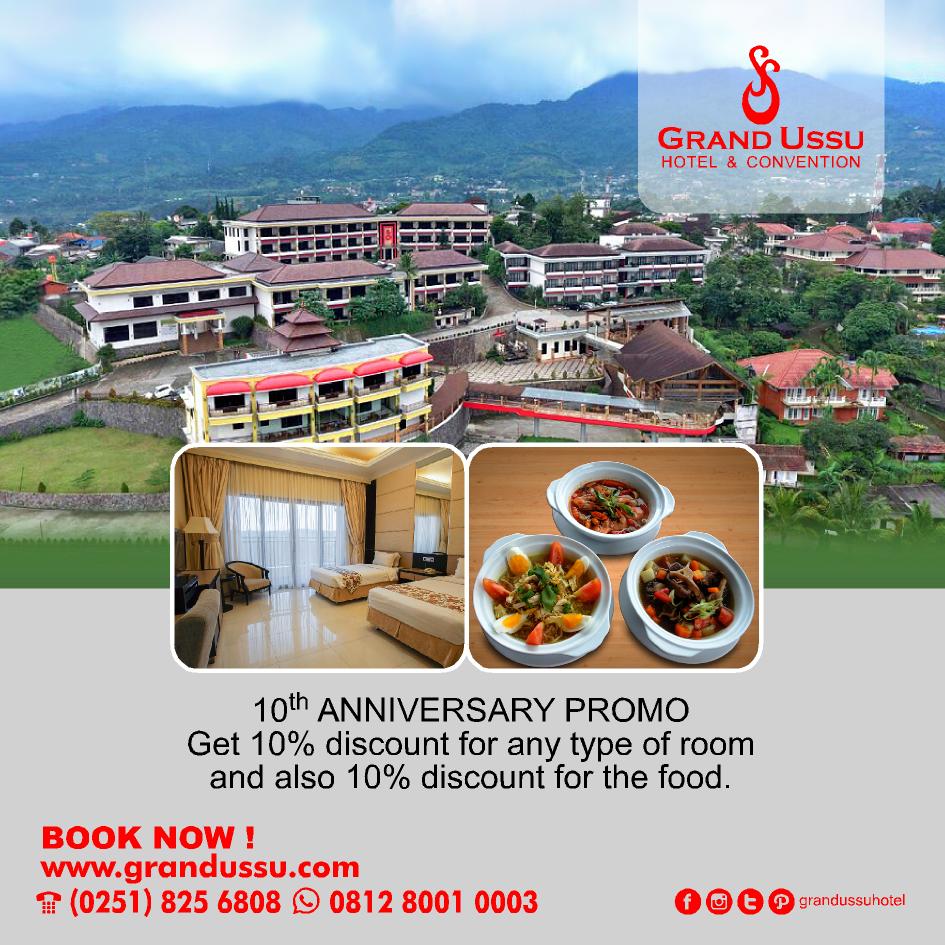 GRAND USSU
HOTEL & CONVENTION
10th ANNIVERSARY PROMO
Get 10% discount for any type of room
and also 10% discount for the food.
BOOK NOW !
www.grandussu.com
(0251) 825 6808 0812 8001 0003
grandussuhotel